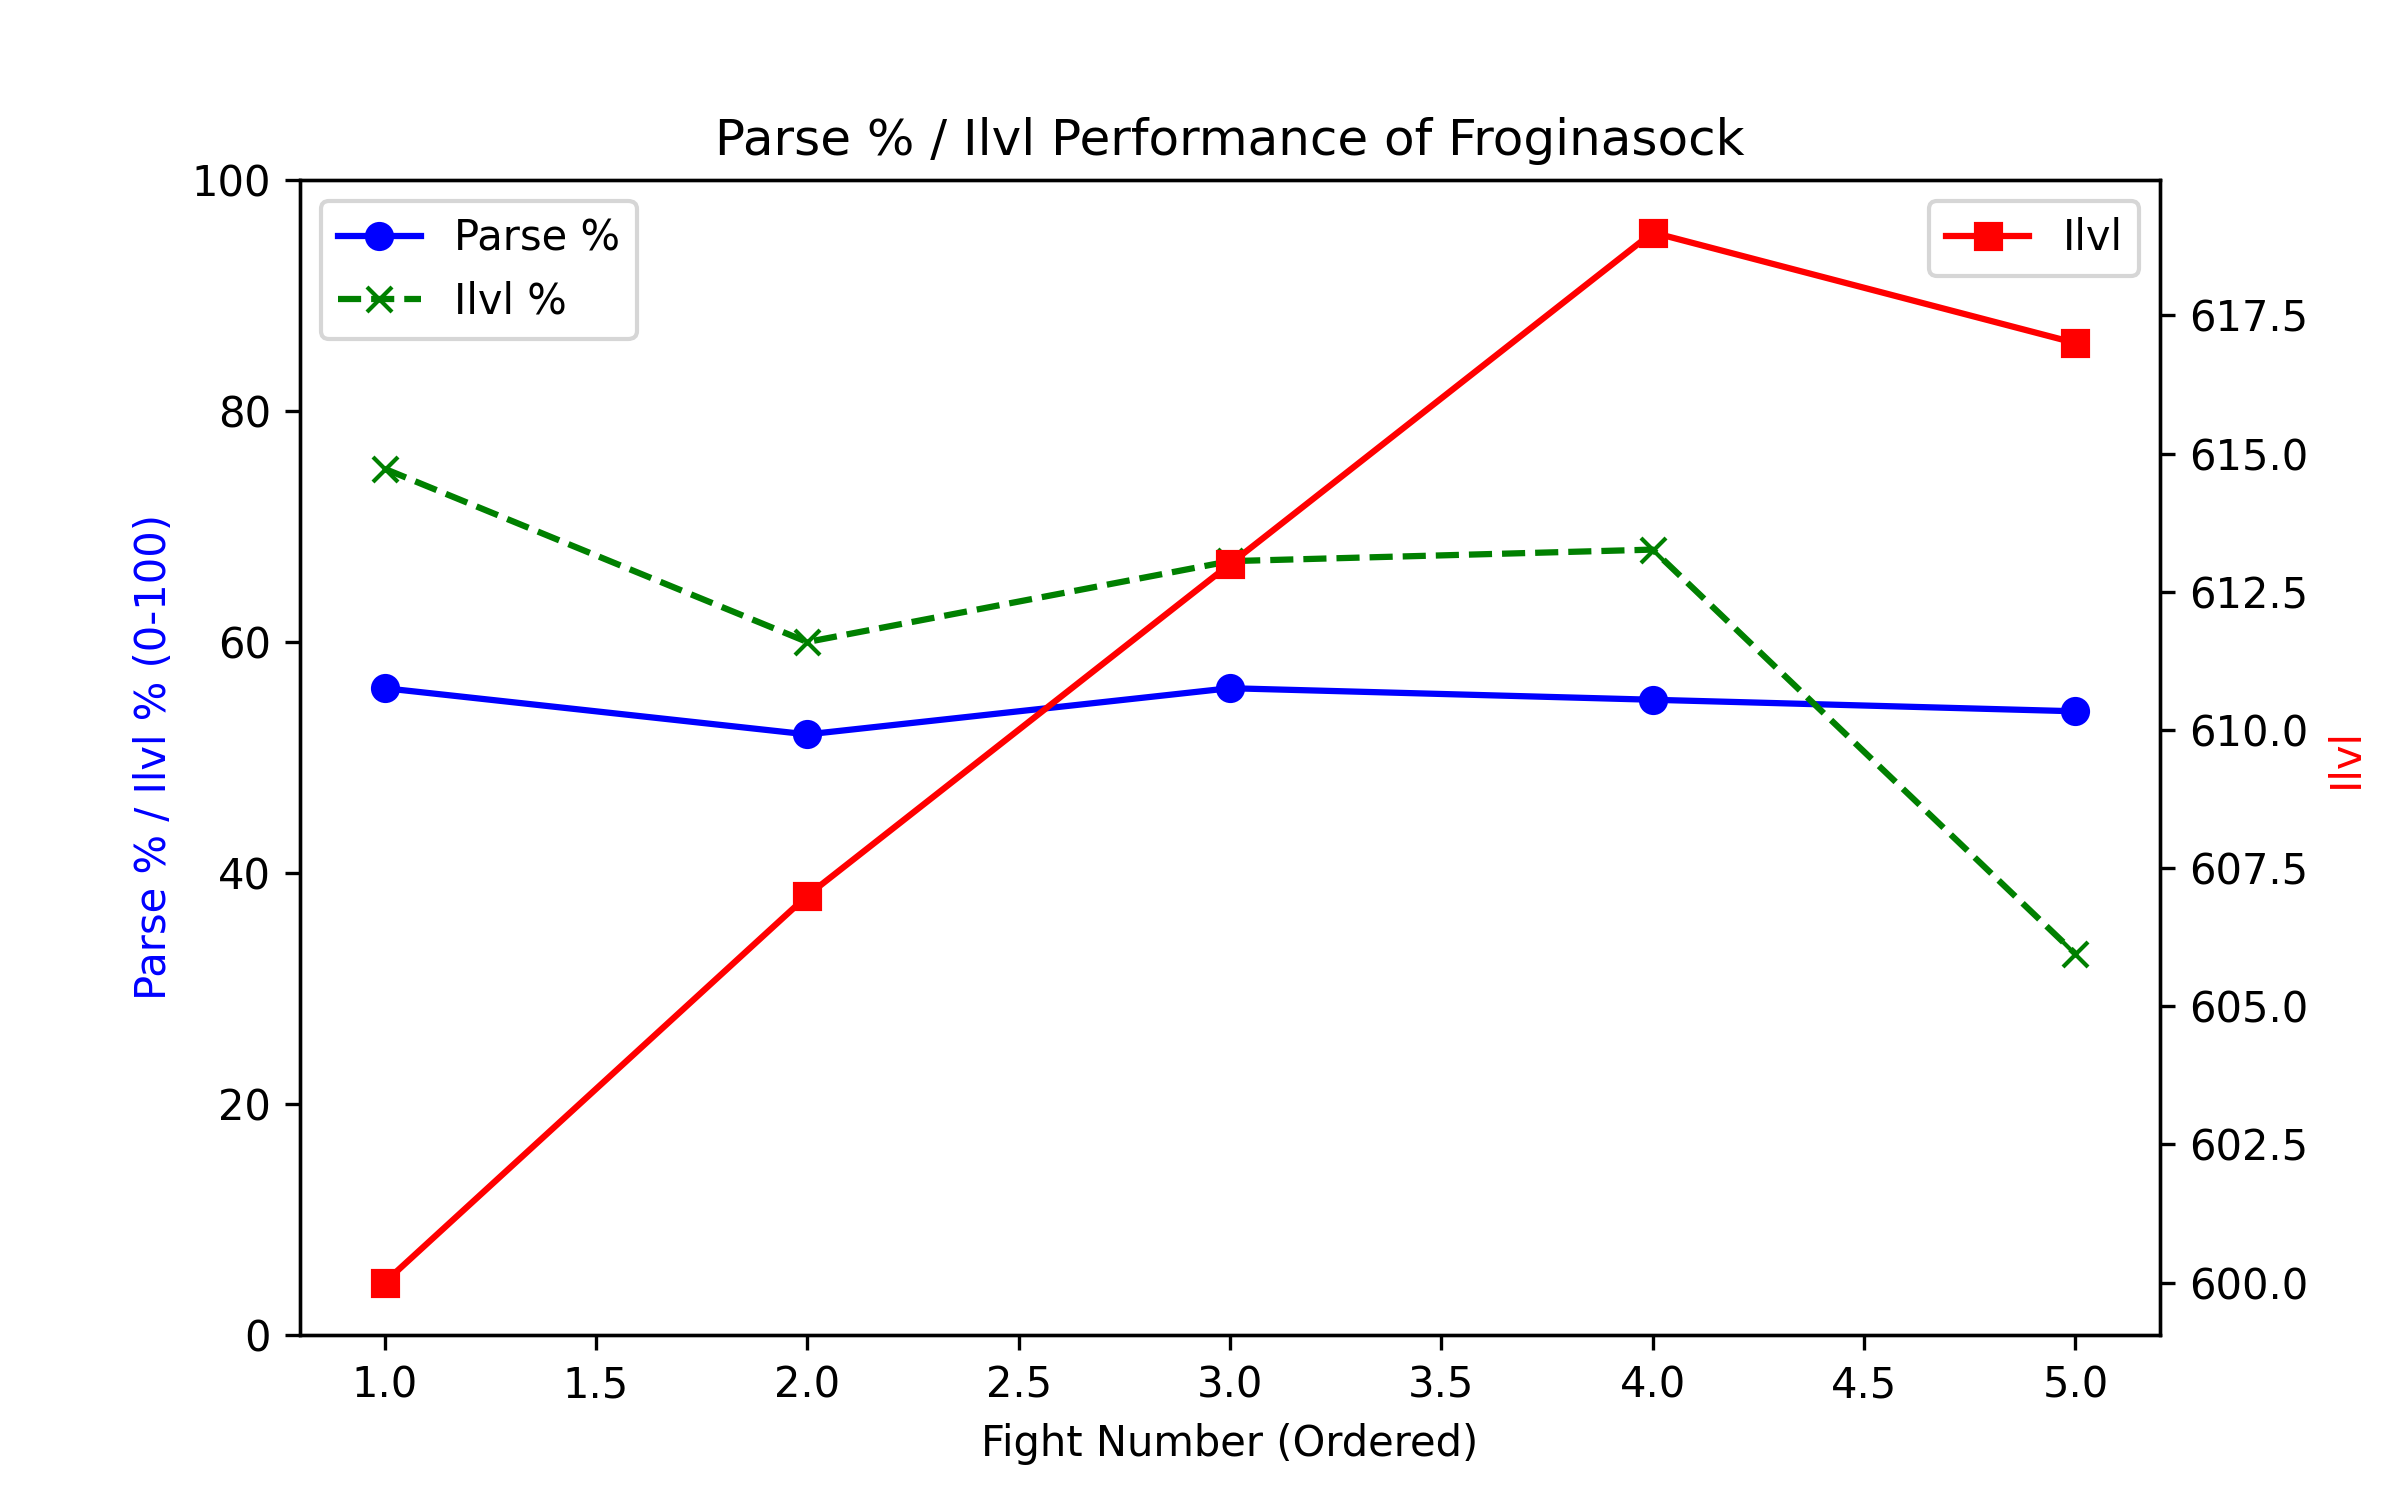 Parse % / Ilvl Performance of Froginasock
Parse %
Ilvl %
Ilvl
100
80
60
40
20
0
Parse % / Ilvl % (0-100)
617.5
615.0
612.5
610.0
607.5
605.0
602.5
600.0
Ilvl
1.0 1.5 2.0 2.5 3.0 3.5 4.0 4.5 5.0
Fight Number (Ordered)